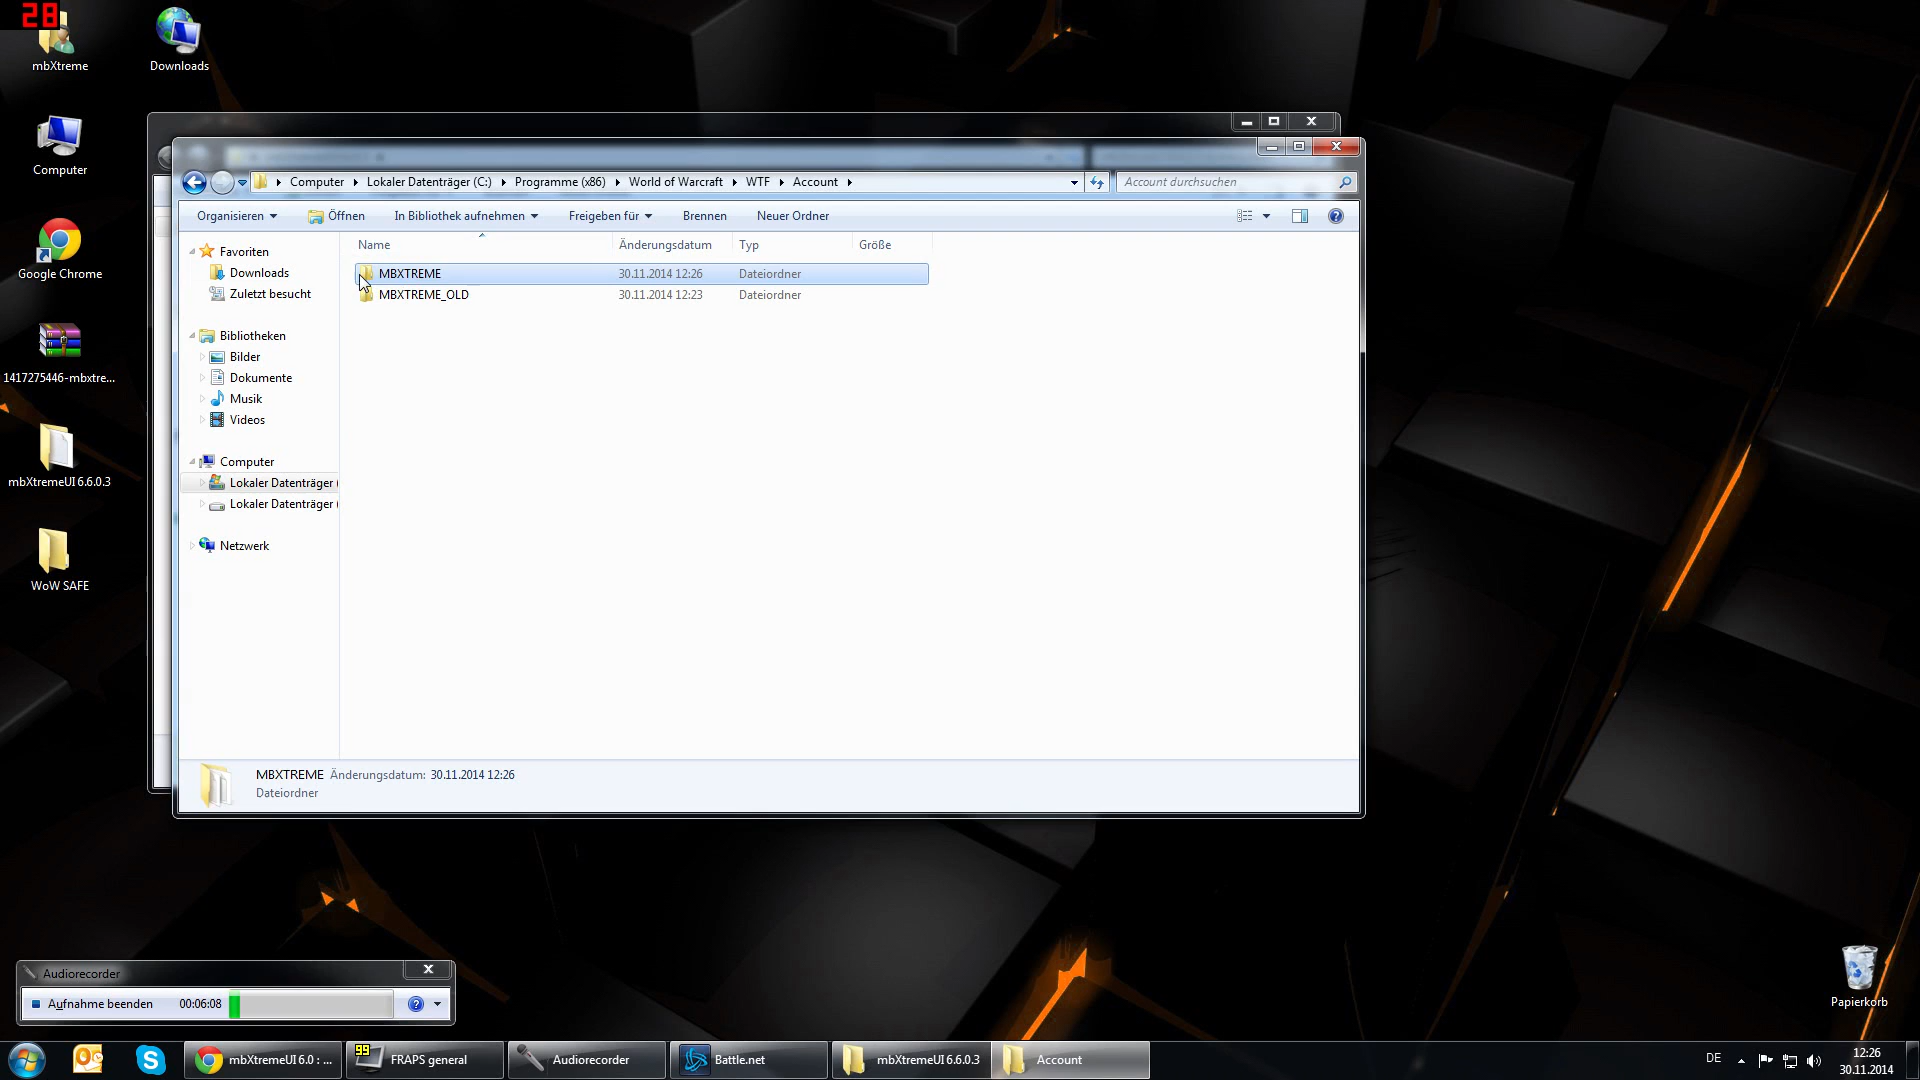 28
mbXtreme
Downloads
Computer
Google Chrome
1417275446-mbxtre...
mbXtremeUI 6.6.0.3
WoW SAFE
Computer
Lokaler Datenträger (C:)
Programme (x86)
World of Warcraft
WTF
Account
Account durchsuchen
Organisieren
Öffnen
In Bibliothek aufnehmen
Freigeben für
Brennen
Neuer Ordner
Favoriten
Downloads
Zuletzt besucht
Bibliotheken
Bilder
Dokumente
Musik
Videos
Computer
Lokaler Datenträger (
Lokaler Datenträger (
Netzwerk
Name Änderungsdatum Typ Größe
MBXTREME 30.11.2014 12:26 Dateiordner
MBXTREME_OLD 30.11.2014 12:23 Dateiordner
MBXTREME Änderungsdatum: 30.11.2014 12:26
Dateiordner
Audiorecorder
Aufnahme beenden 00:06:08
Papierkorb
mbXtremeUI 6.0 : ...
99
FRAPS general
Audiorecorder
Battle.net
mbXtremeUI 6.6.0.3
Account
DE
12:26
30.11.2014